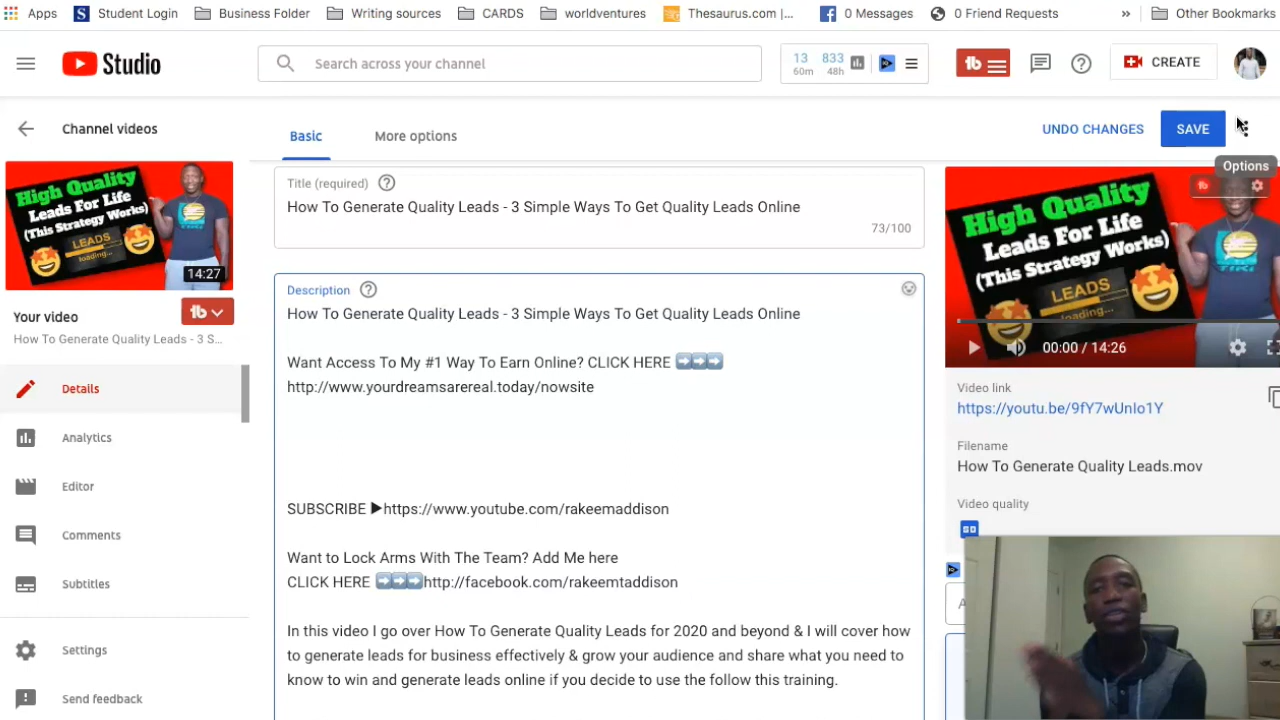 Apps Student Login Business Folder Writing sources CARDS worldventures Thesaurus.com |... 0 Messages 0 Friend Requests » Other Bookmarks
Studio
Search across your channel
13 833
60m 48h
tb
CREATE
Channel videos
Basic
More options
UNDO CHANGES
SAVE
Options
High Quality
Leads For Life
(This Strategy Works)
LEADS
loading...
14:27
Your video
tb
How To Generate Quality Leads - 3 S...
Details
Analytics
Editor
Comments
Subtitles
Settings
Send feedback
Title (required)
How To Generate Quality Leads - 3 Simple Ways To Get Quality Leads Online
73/100
Description
How To Generate Quality Leads - 3 Simple Ways To Get Quality Leads Online
Want Access To My #1 Way To Earn Online? CLICK HERE ➡️➡️➡️
http://www.yourdreamsarereal.today/nowsite
SUBSCRIBE ▶https://www.youtube.com/rakeemaddison
Want to Lock Arms With The Team? Add Me here
CLICK HERE ➡️➡️➡️http://facebook.com/rakeemtaddison
In this video I go over How To Generate Quality Leads for 2020 and beyond & I will cover how
to generate leads for business effectively & grow your audience and share what you need to
know to win and generate leads online if you decide to use the follow this training.
tb
High Quality
Leads For Life
(This Strategy Works)
LEADS
loading...
TIKI
00:00 / 14:26
Video link
https://youtu.be/9fY7wUnIo1Y
Filename
How To Generate Quality Leads.mov
Video quality
SD